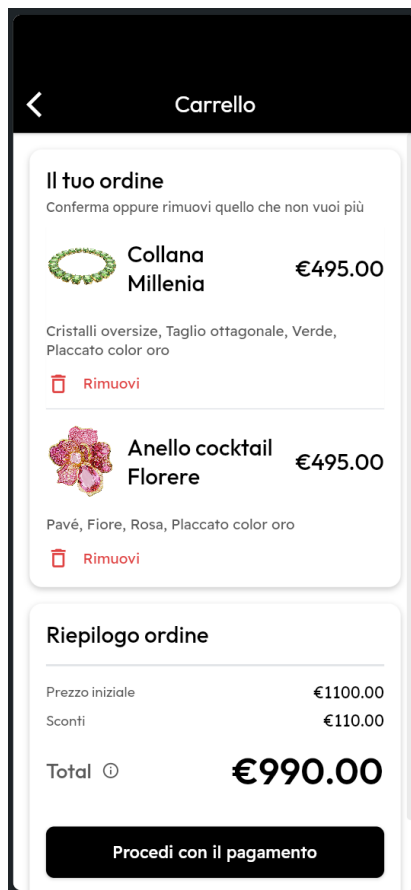 Carrello
Il tuo ordine
Conferma oppure rimuovi quello che non vuoi più
Collana
Millenia
€495.00
Cristalli oversize, Taglio ottagonale, Verde,
Placcato color oro
Rimuovi
Anello cocktail
Florere
€495.00
Pavé, Fiore, Rosa, Placcato color oro
Rimuovi
Riepilogo ordine
Prezzo iniziale €1100.00
Sconti €110.00
Total €990.00
Procedi con il pagamento